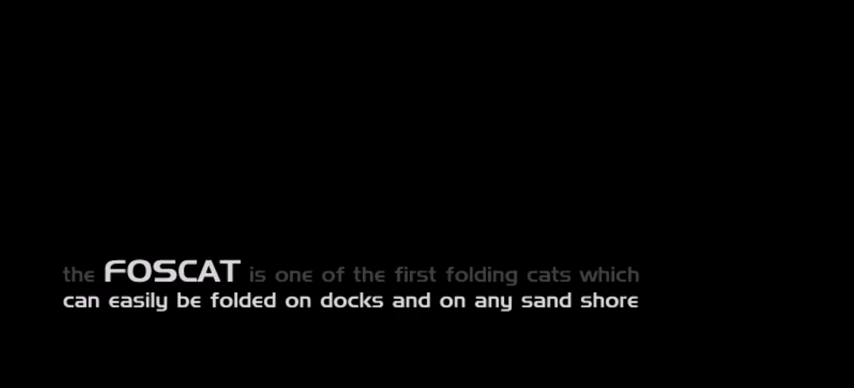 the FOSCAT is one of the first folding cats which
can easily be folded on docks and on any sand shore